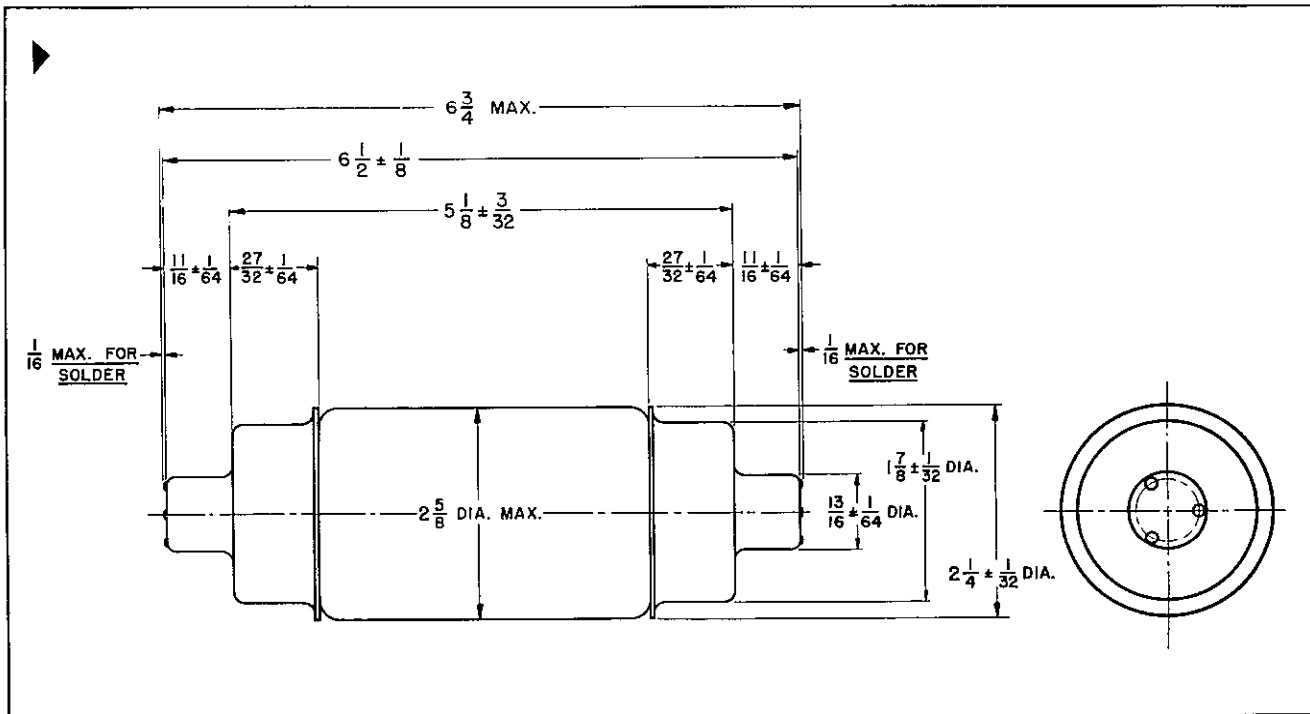 6 3/4 MAX.
6 1/2 ± 1/8
5 1/8 ± 3/32
11/16 ± 1/64
27/32 ± 1/64
27/32 ± 1/64
11/16 ± 1/64
1/16 MAX. FOR
SOLDER
1/16 MAX. FOR
SOLDER
1 7/8 ± 1/32 DIA.
2 5/8 DIA. MAX.
13/16 ± 1/64 DIA.
2 1/4 ± 1/32 DIA.